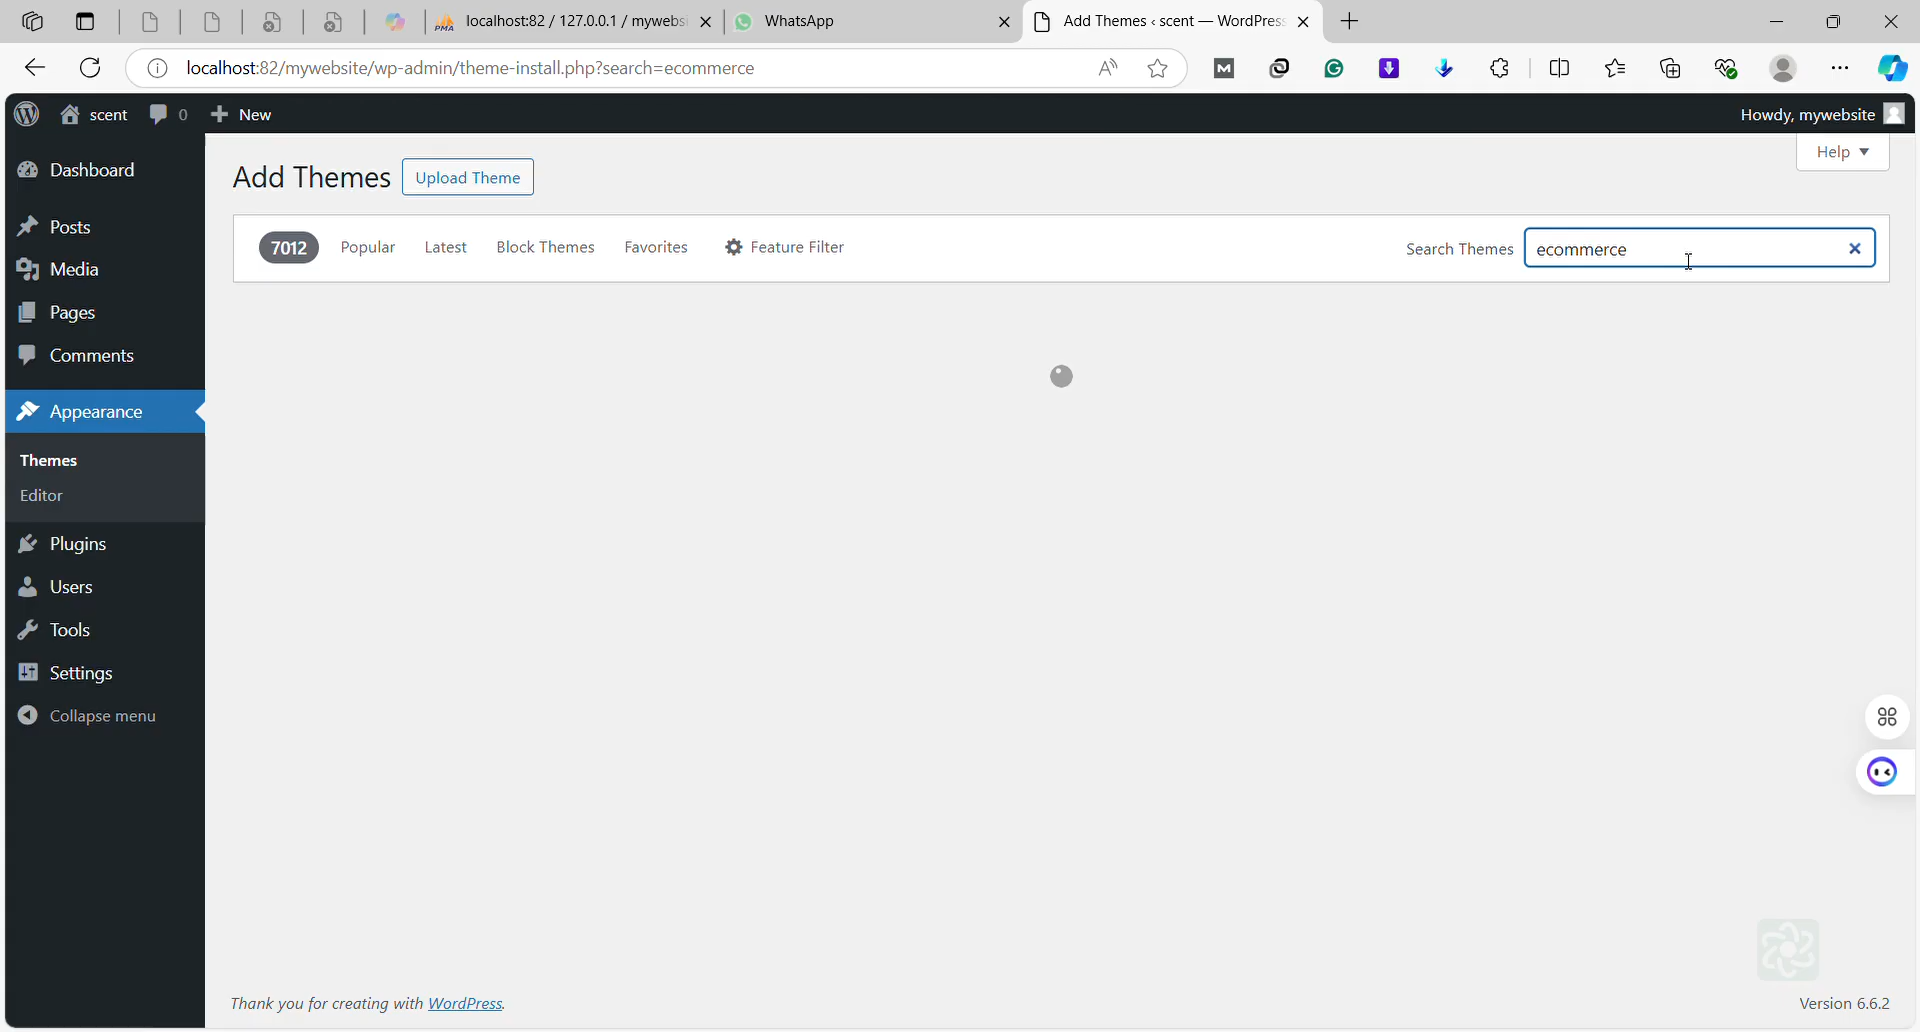 PMA localhost:82 / 127.0.0.1 / mywebsi
WhatsApp
Add Themes ‹ scent — WordPress
localhost:82/mywebsite/wp-admin/theme-install.php?search=ecommerce
scent 0 New
Howdy, mywebsite
Help
Dashboard
Posts
Media
Pages
Comments
Appearance
Themes
Editor
Plugins
Users
Tools
Settings
Collapse menu
Add Themes Upload Theme
7012 Popular Latest Block Themes Favorites Feature Filter
Search Themes ecommerce
Thank you for creating with WordPress.
Version 6.6.2